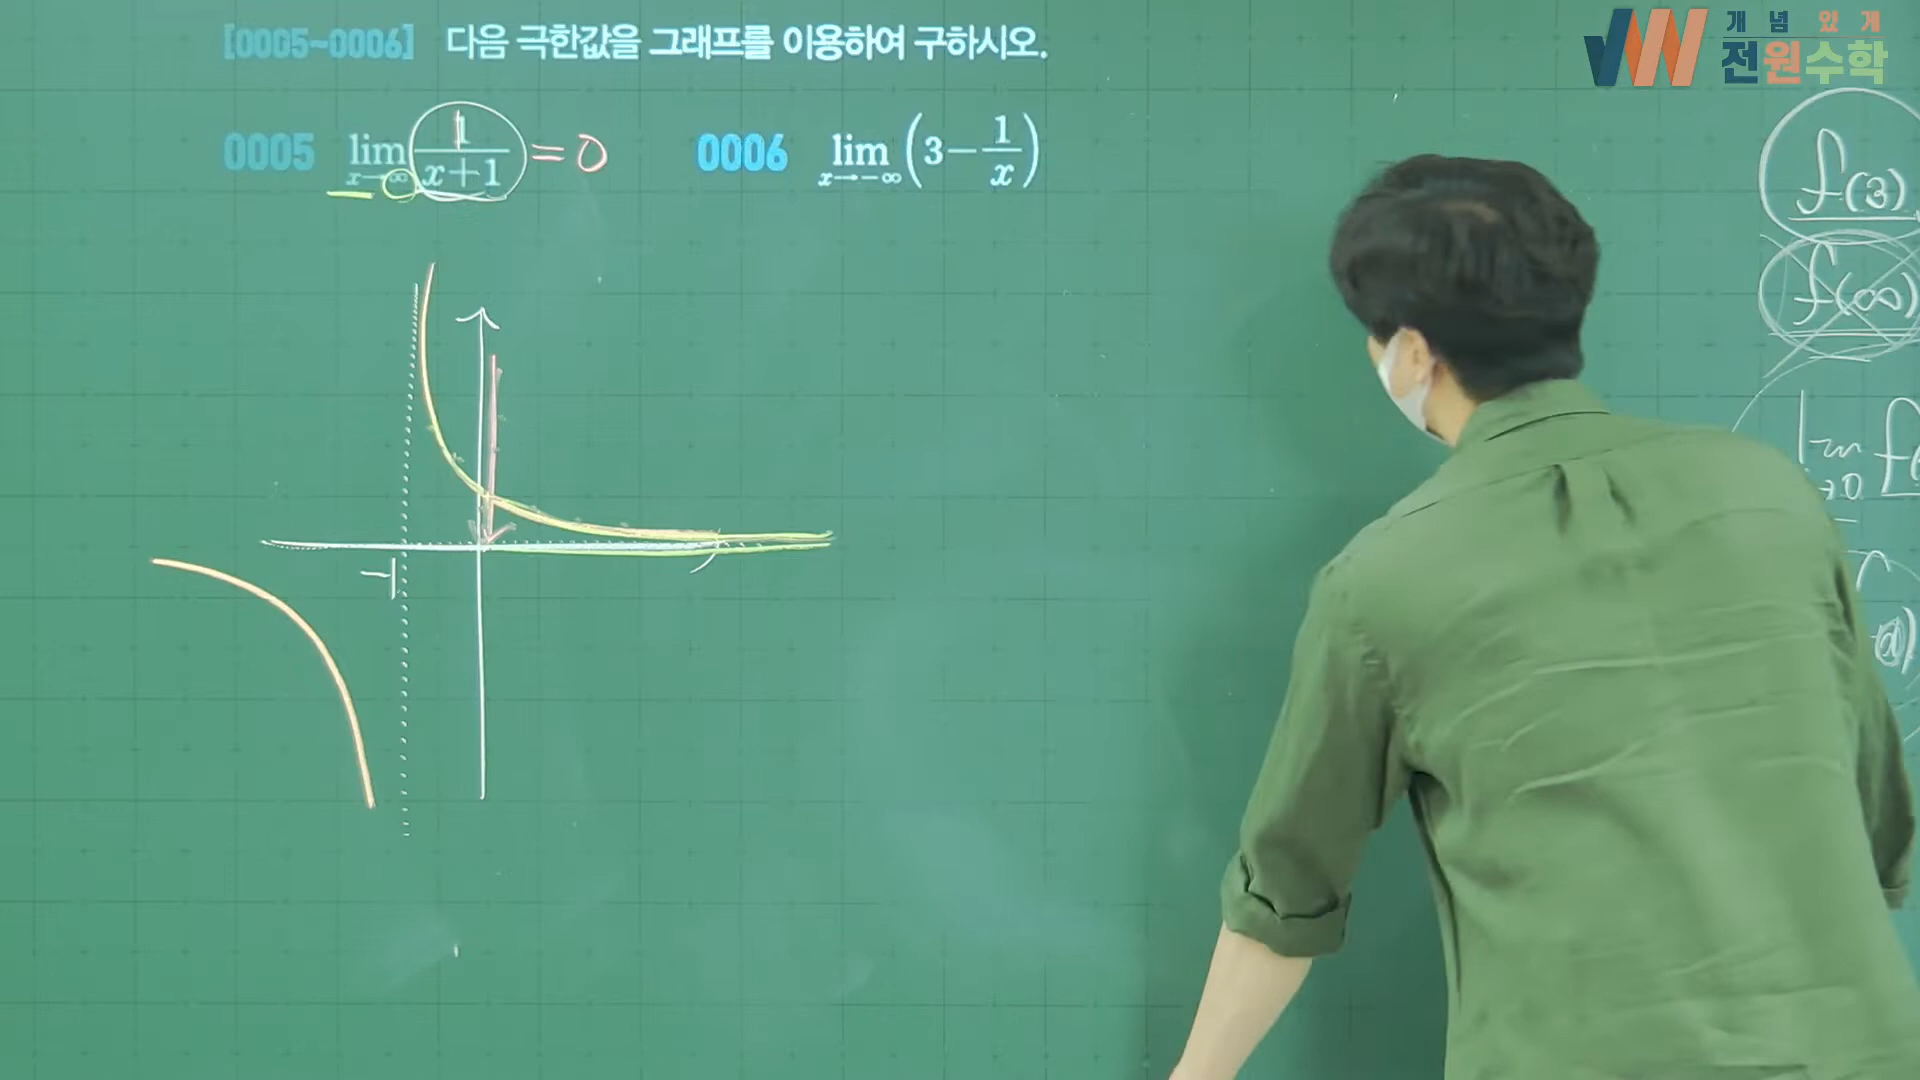 [0005~0006] 다음 극한값을 그래프를 이용하여 구하시오.
개념있게
전원수학
0005 lim x→∞ 1/(x+1) = 0
0006 lim x→-∞ (3-1/x)
-1
f(3)
f(∞)
lim
→0